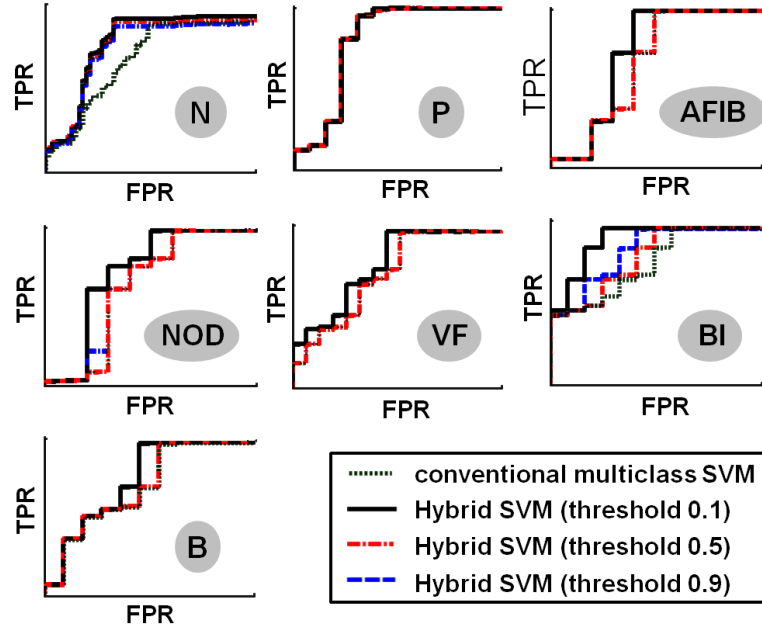 TPR
N
FPR
TPR
P
FPR
TPR
AFIB
FPR
TPR
NOD
FPR
TPR
VF
FPR
TPR
BI
FPR
TPR
B
FPR
conventional multiclass SVM
Hybrid SVM (threshold 0.1)
Hybrid SVM (threshold 0.5)
Hybrid SVM (threshold 0.9)